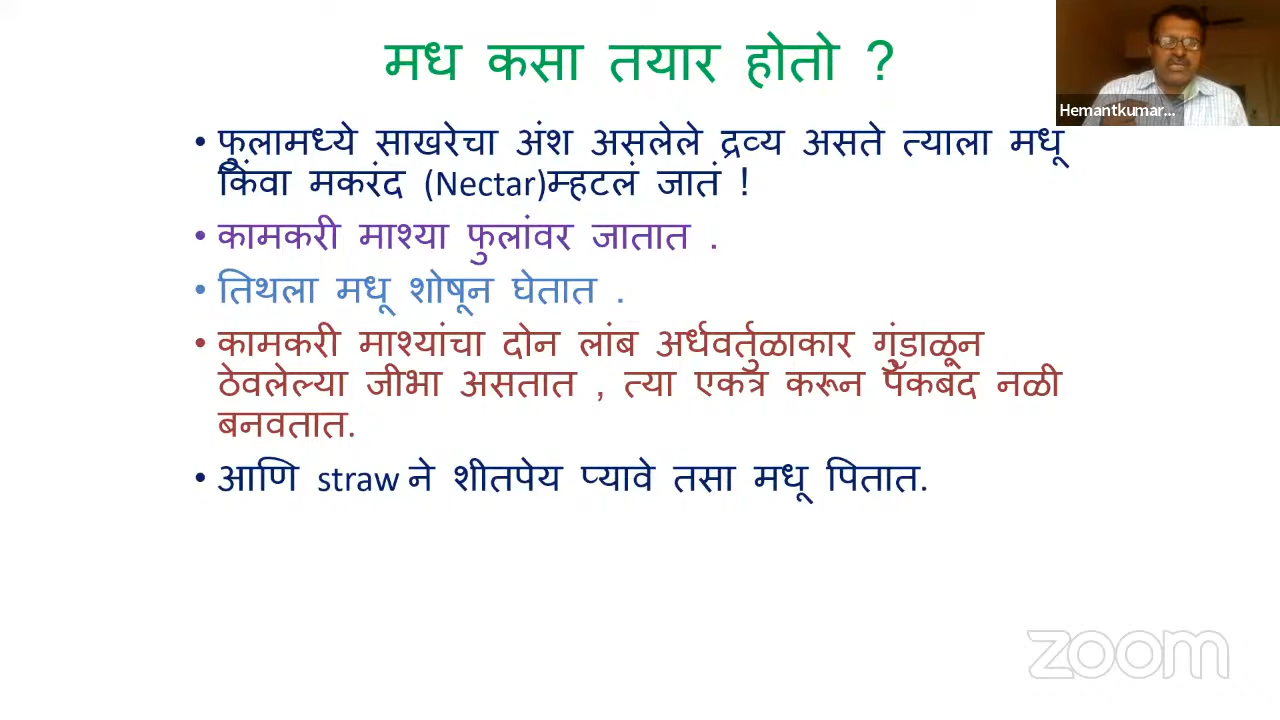 मध कसा तयार होतो ?
Hemantkumar...
• फूलामध्ये साखरेचा अंश असलेले द्रव्य असते त्याला मधू
किंवा मकरंद (Nectar)म्हटलं जातं !
• कामकरी माश्या फुलांवर जातात .
• तिथला मधू शोषून घेतात .
• कामकरी माश्यांचा दोन लांब अर्धवर्तुळाकार गुंडाळून
ठेवलेल्या जीभा असतात , त्या एकत्र करून पॅकबंद नळी
बनवतात.
• आणि straw ने शीतपेय प्यावे तसा मधू पितात.
zoom